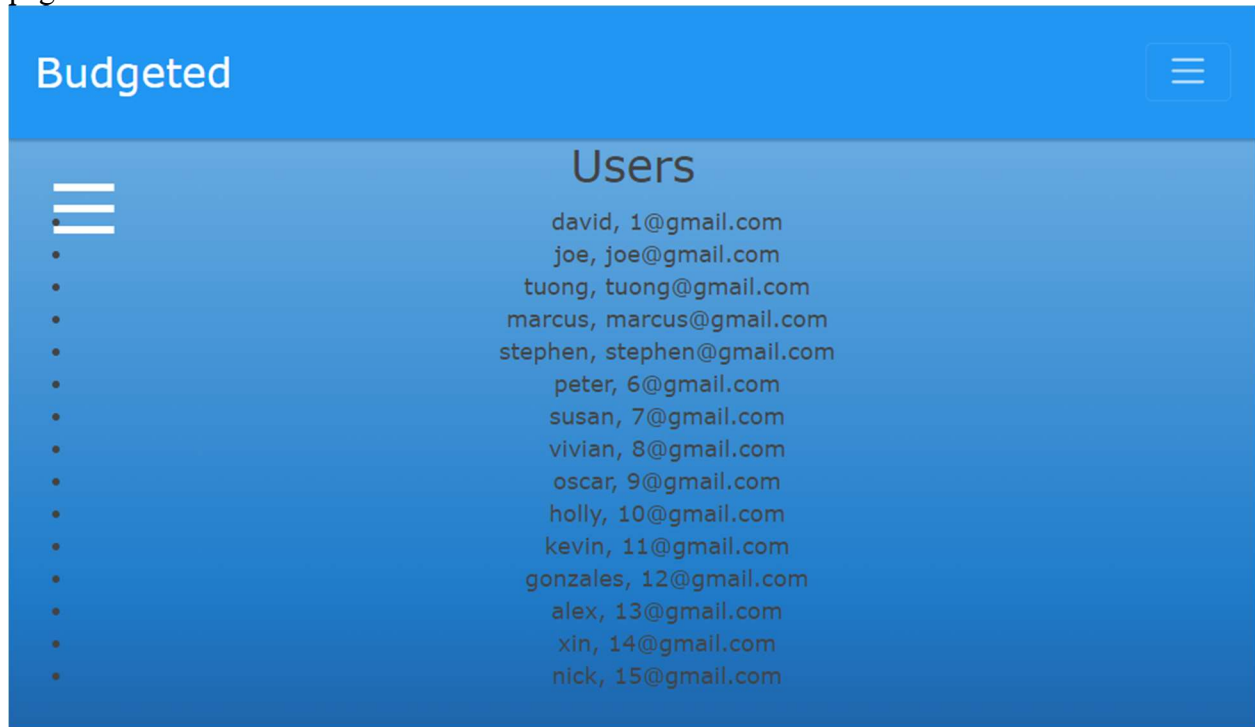 Budgeted
Users
david, 1@gmail.com
joe, joe@gmail.com
tuong, tuong@gmail.com
marcus, marcus@gmail.com
stephen, stephen@gmail.com
peter, 6@gmail.com
susan, 7@gmail.com
vivian, 8@gmail.com
oscar, 9@gmail.com
holly, 10@gmail.com
kevin, 11@gmail.com
gonzales, 12@gmail.com
alex, 13@gmail.com
xin, 14@gmail.com
nick, 15@gmail.com